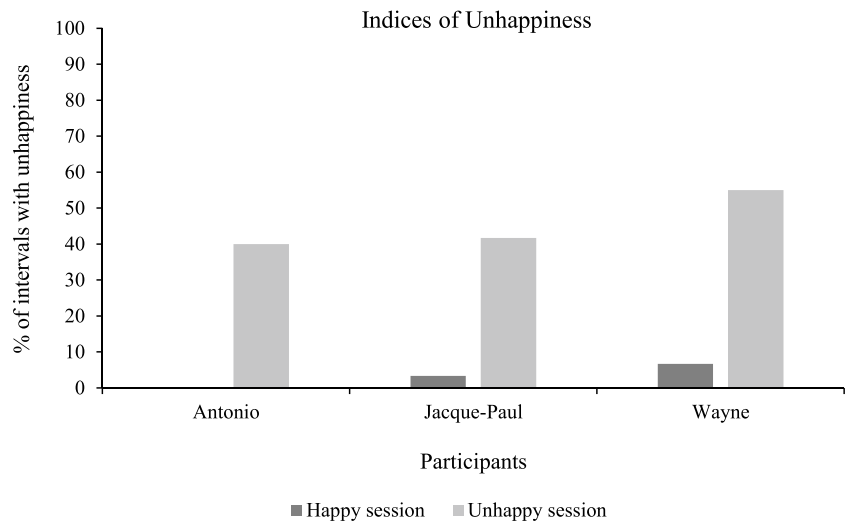 Indices of Unhappiness
% of intervals with unhappiness
100
90
80
70
60
50
40
30
20
10
0
Antonio Jacque-Paul Wayne
Participants
Happy session Unhappy session